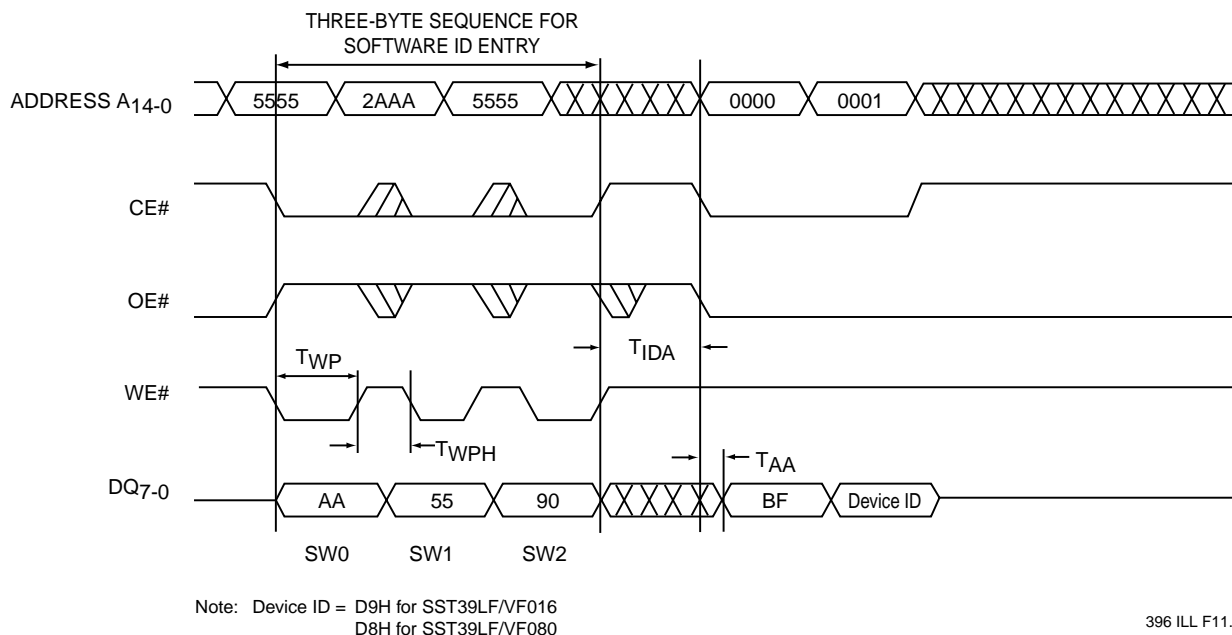 THREE-BYTE SEQUENCE FOR
SOFTWARE ID ENTRY
ADDRESS A14-0
5555
2AAA
5555
0000
0001
CE#
OE#
TWP
TIDA
WE#
TWPH
TAA
DQ7-0
AA
55
90
BF
Device ID
SW0
SW1
SW2
Note: Device ID = D9H for SST39LF/VF016
D8H for SST39LF/VF080
396 ILL F11.